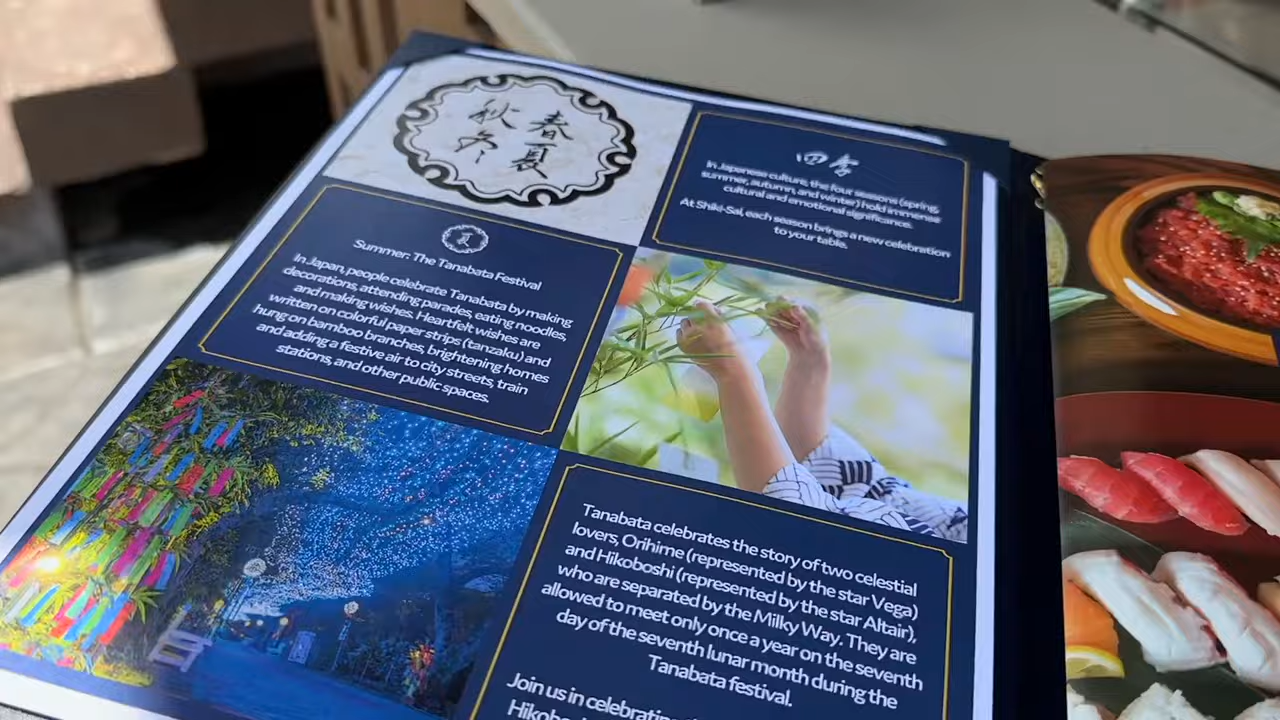 春夏
秋冬
四季
In Japanese culture, the four seasons (spring,
summer, autumn, and winter) hold immense
cultural and emotional significance.
At Shiki-Sai, each season brings a new celebration
to your table.
夏
Summer: The Tanabata Festival
In Japan, people celebrate Tanabata by making
decorations, attending parades, eating noodles,
and making wishes. Heartfelt wishes are
written on colorful paper strips (tanzaku) and
hung on bamboo branches, brightening homes
and adding a festive air to city streets, train
stations, and other public spaces.
Tanabata celebrates the story of two celestial
lovers, Orihime (represented by the star Vega)
and Hikoboshi (represented by the star Altair),
who are separated by the Milky Way. They are
allowed to meet only once a year on the seventh
day of the seventh lunar month during the
Tanabata festival.
Join us in celebrating